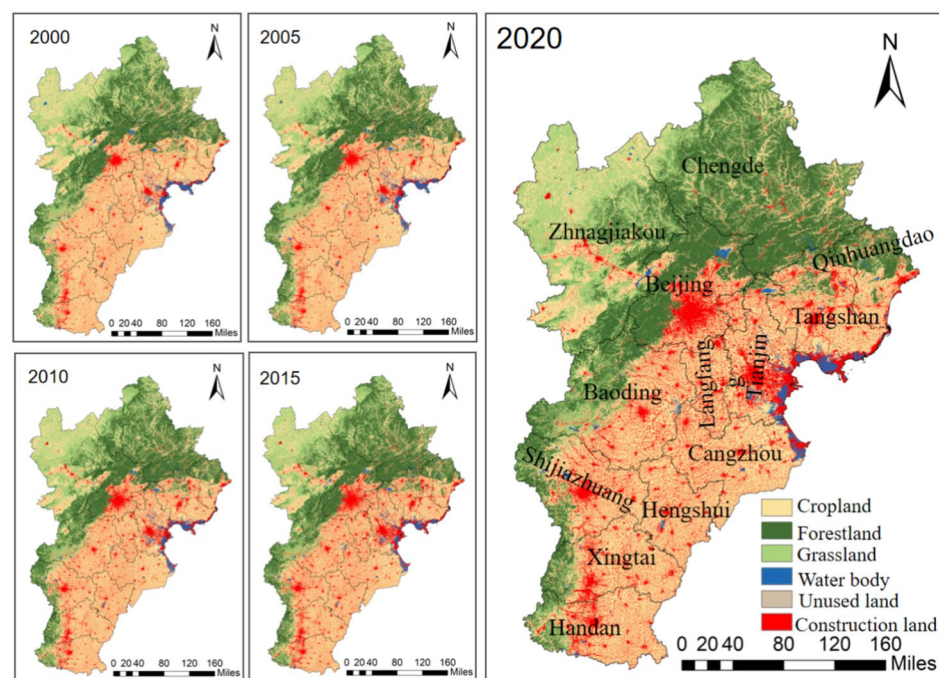 2000
N
0 20 40 80 120 160
Miles
2005
N
0 20 40 80 120 160
Miles
2010
N
0 20 40 80 120 160
Miles
2015
N
0 20 40 80 120 160
Miles
2020
N
Chengde
Zhnagjiakou
Qinhuangdao
Beijing
Tangshan
Langfang
Tianjin
Baoding
Cangzhou
Shijiazhuang
Hengshui
Xingtai
Handan
Cropland
Forestland
Grassland
Water body
Unused land
Construction land
0 20 40 80 120 160
Miles